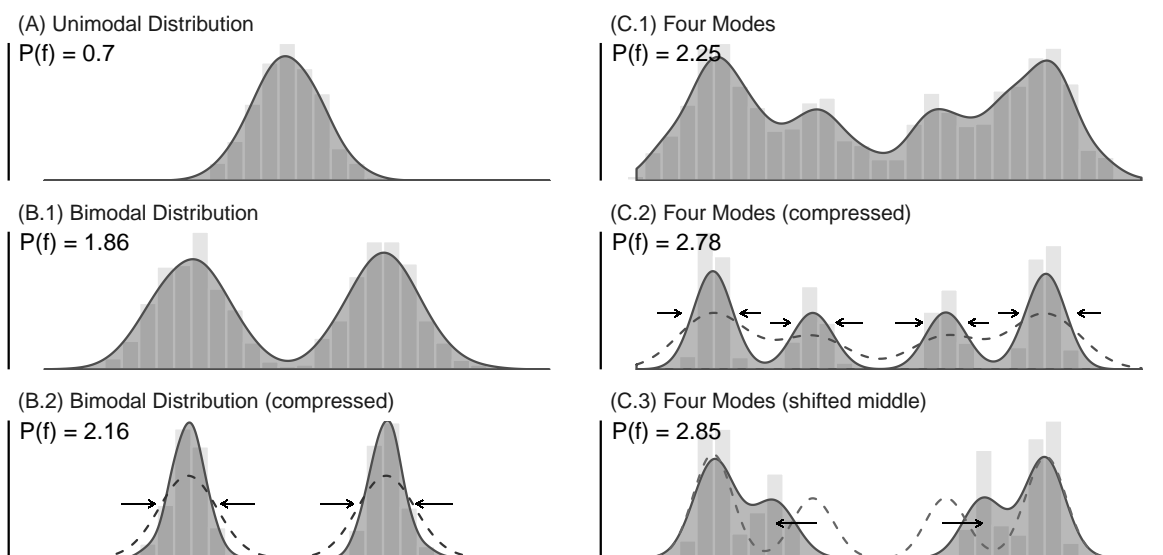 (A) Unimodal Distribution
P(f) = 0.7
(B.1) Bimodal Distribution
P(f) = 1.86
(B.2) Bimodal Distribution (compressed)
P(f) = 2.16
(C.1) Four Modes
P(f) = 2.25
(C.2) Four Modes (compressed)
P(f) = 2.78
(C.3) Four Modes (shifted middle)
P(f) = 2.85